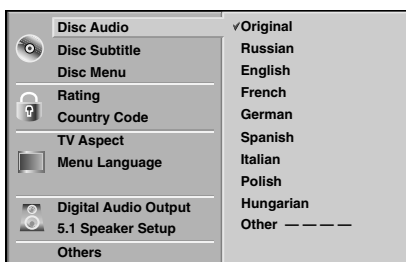 Disc Audio
Disc Subtitle
Disc Menu
Rating
Country Code
TV Aspect
Menu Language
Digital Audio Output
5.1 Speaker Setup
Others
✓Original
Russian
English
French
German
Spanish
Italian
Polish
Hungarian
Other — — — —